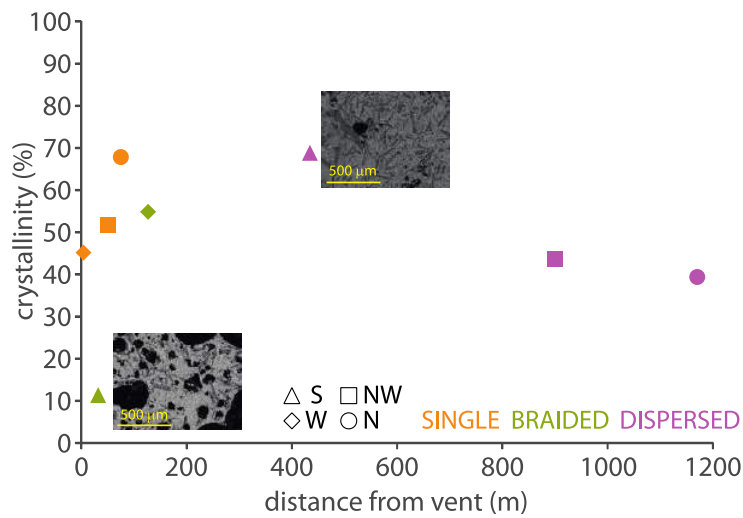 100
90
80
70
60
50
40
30
20
10
0
crystallinity (%)
500 μm
500 μm
S NW
W N
SINGLE BRAIDED DISPERSED
0 200 400 600 800 1000 1200
distance from vent (m)